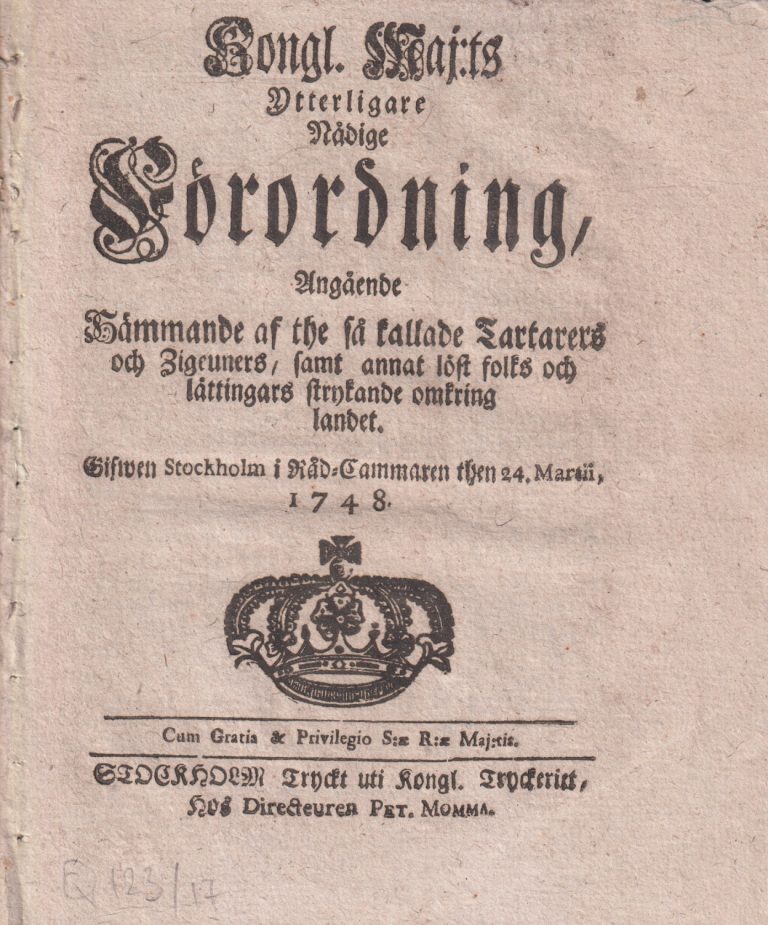 Kongl. Maj:ts
Ytterligare
Nådige
Förordning,
Angående
Hämmande af the så kallade Tartarers
och Zigeuners, samt annat löst folks och
lättingars strykande omkring
landet.
Gifwen Stockholm i Råd-Cammaren then 24. Martii,
1748.
Cum Gratia & Privilegio S:æ R:æ Maj:tis.
STOCKHOLM Tryckt uti Kongl. Tryckeriet,
Hos Directeuren PET. MOMMA.
E 123/17